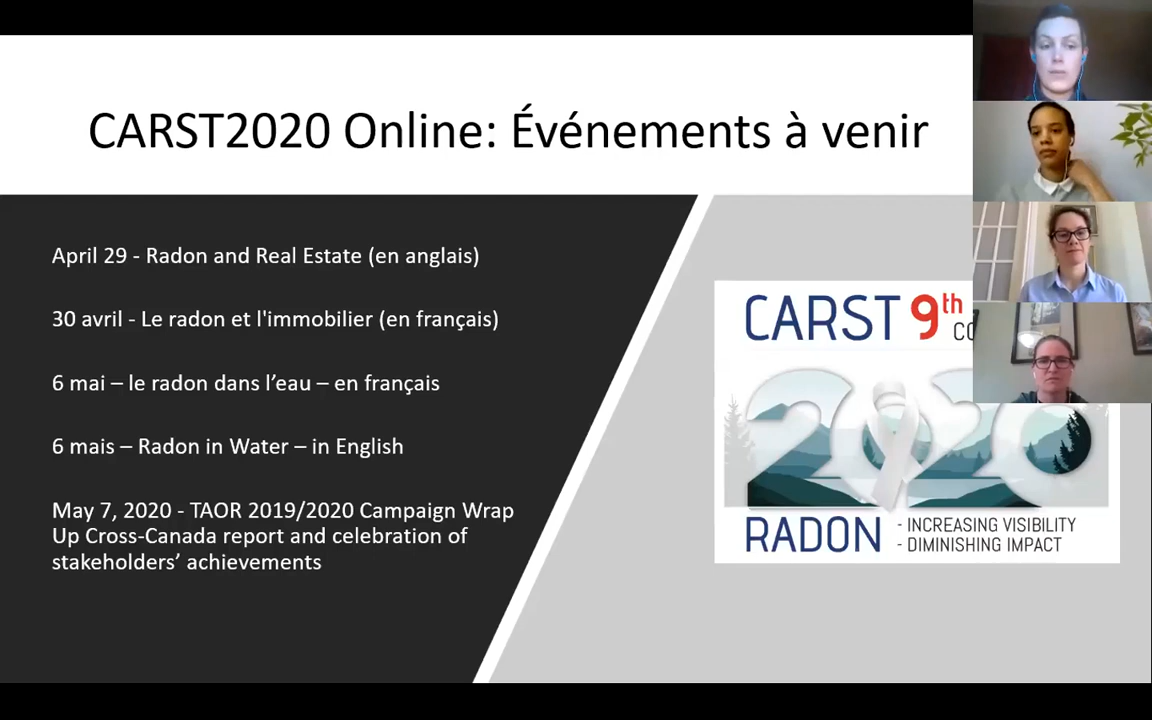 CARST2020 Online: Événements à venir
April 29 - Radon and Real Estate (en anglais)
30 avril - Le radon et l'immobilier (en français)
6 mai – le radon dans l’eau – en français
6 mais – Radon in Water – in English
May 7, 2020 - TAOR 2019/2020 Campaign Wrap
Up Cross-Canada report and celebration of
stakeholders’ achievements
CARST 9th
2020
RADON - INCREASING VISIBILITY
- DIMINISHING IMPACT